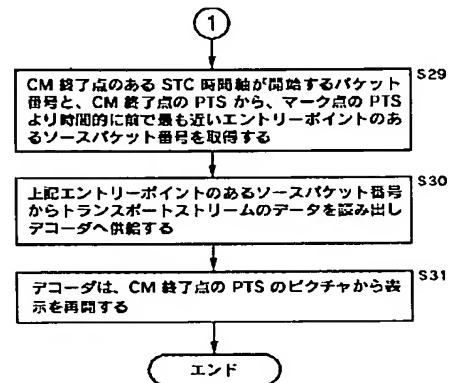 1
S29
CM 終了点のある STC 時間軸が開始するパケット
番号と、CM 終了点の PTS から、マーク点の PTS
より時間的に前で最も近いエントリーポイントのあ
るソースパケット番号を取得する
S30
上記エントリーポイントのあるソースパケット番号
からトランスポートストリームのデータを読み出し
デコーダへ供給する
S31
デコーダは、CM 終了点の PTS のピクチャから表
示を再開する
エンド